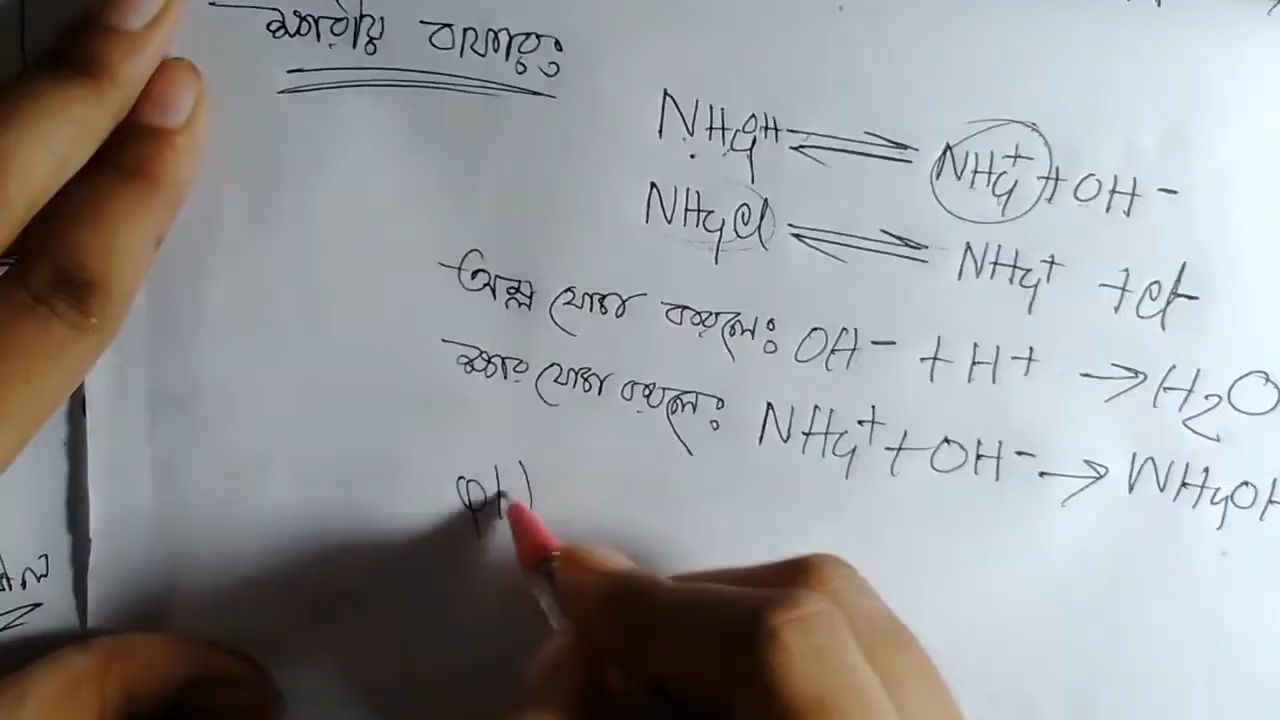 ক্ষারীয় বাফারঃ
NH4OH ⇌ NH4+ + OH-
NH4Cl ⇌ NH4+ + Cl-
অম্ল যোগ করলেঃ OH- + H+ → H2O
ক্ষার যোগ করলেঃ NH4+ + OH- → NH4OH
pH